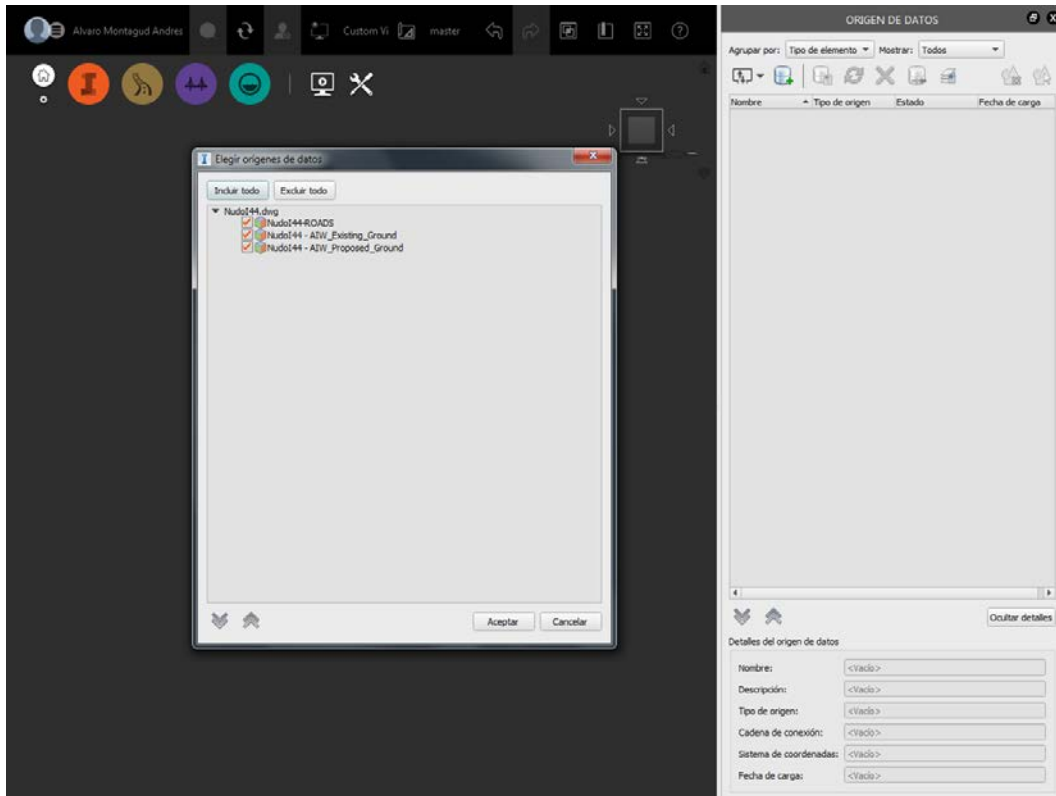 Alvaro Montagud Andres
Custom Vi
master
ORIGEN DE DATOS
Agrupar por: Tipo de elemento Mostrar: Todos
Nombre Tipo de origen Estado Fecha de carga
Elegir orígenes de datos
Incluir todo Excluir todo
NudoI44.dwg
NudoI44-ROADS
NudoI44 - AIW_Existing_Ground
NudoI44 - AIW_Proposed_Ground
Aceptar Cancelar
Ocultar detalles
Detalles del origen de datos
Nombre: <Vacío>
Descripción: <Vacío>
Tipo de origen: <Vacío>
Cadena de conexión: <Vacío>
Sistema de coordenadas: <Vacío>
Fecha de carga: <Vacío>